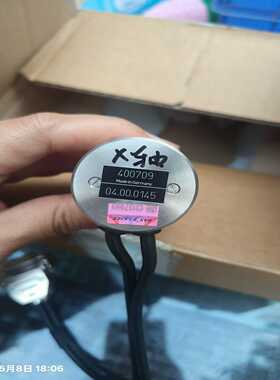 X轴
400709
Made in Germany
04.00.0145
5月8日 18:06